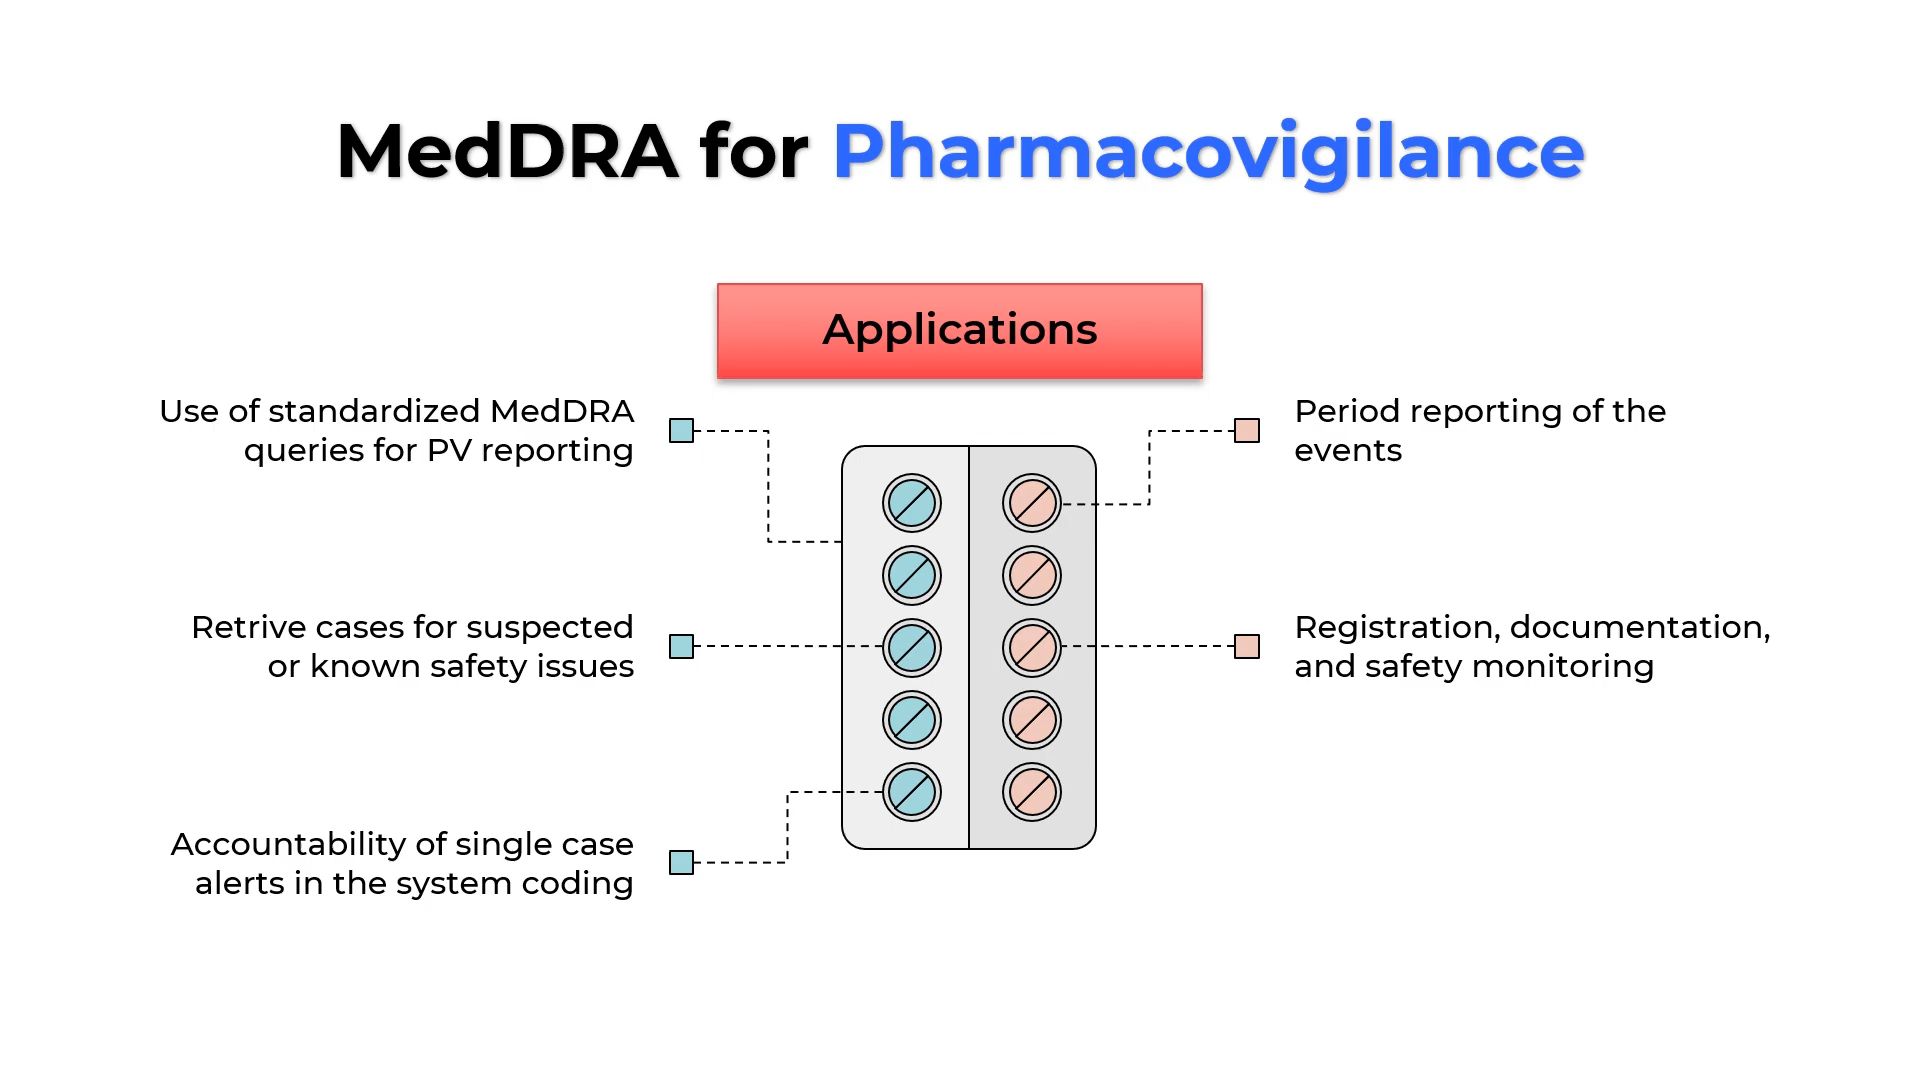 MedDRA for Pharmacovigilance
Applications
Use of standardized MedDRA
queries for PV reporting
Retrive cases for suspected
or known safety issues
Accountability of single case
alerts in the system coding
Period reporting of the
events
Registration, documentation,
and safety monitoring